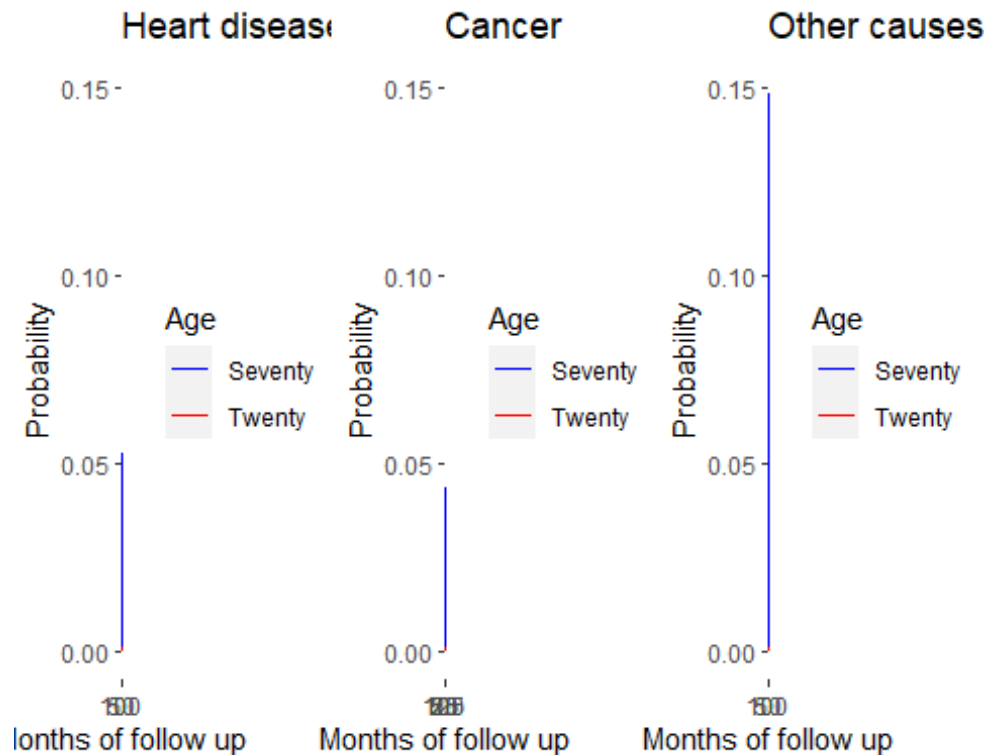 Heart disease
0.15
0.10
0.05
0.00
Probability
Age
Seventy
Twenty
Months of follow up
Cancer
0.15
0.10
0.05
0.00
Probability
Age
Seventy
Twenty
Months of follow up
Other causes
0.15
0.10
0.05
0.00
Probability
Age
Seventy
Twenty
Months of follow up